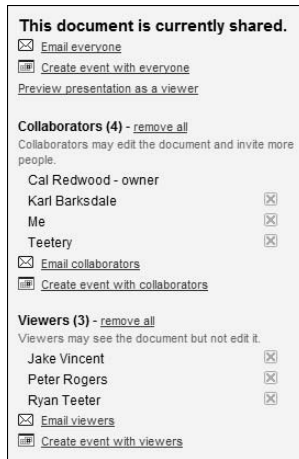 This document is currently shared.
Email everyone
Create event with everyone
Preview presentation as a viewer
Collaborators (4) - remove all
Collaborators may edit the document and invite more
people.
Cal Redwood - owner
Karl Barksdale
Me
Teetery
Email collaborators
Create event with collaborators
Viewers (3) - remove all
Viewers may see the document but not edit it.
Jake Vincent
Peter Rogers
Ryan Teeter
Email viewers
Create event with viewers